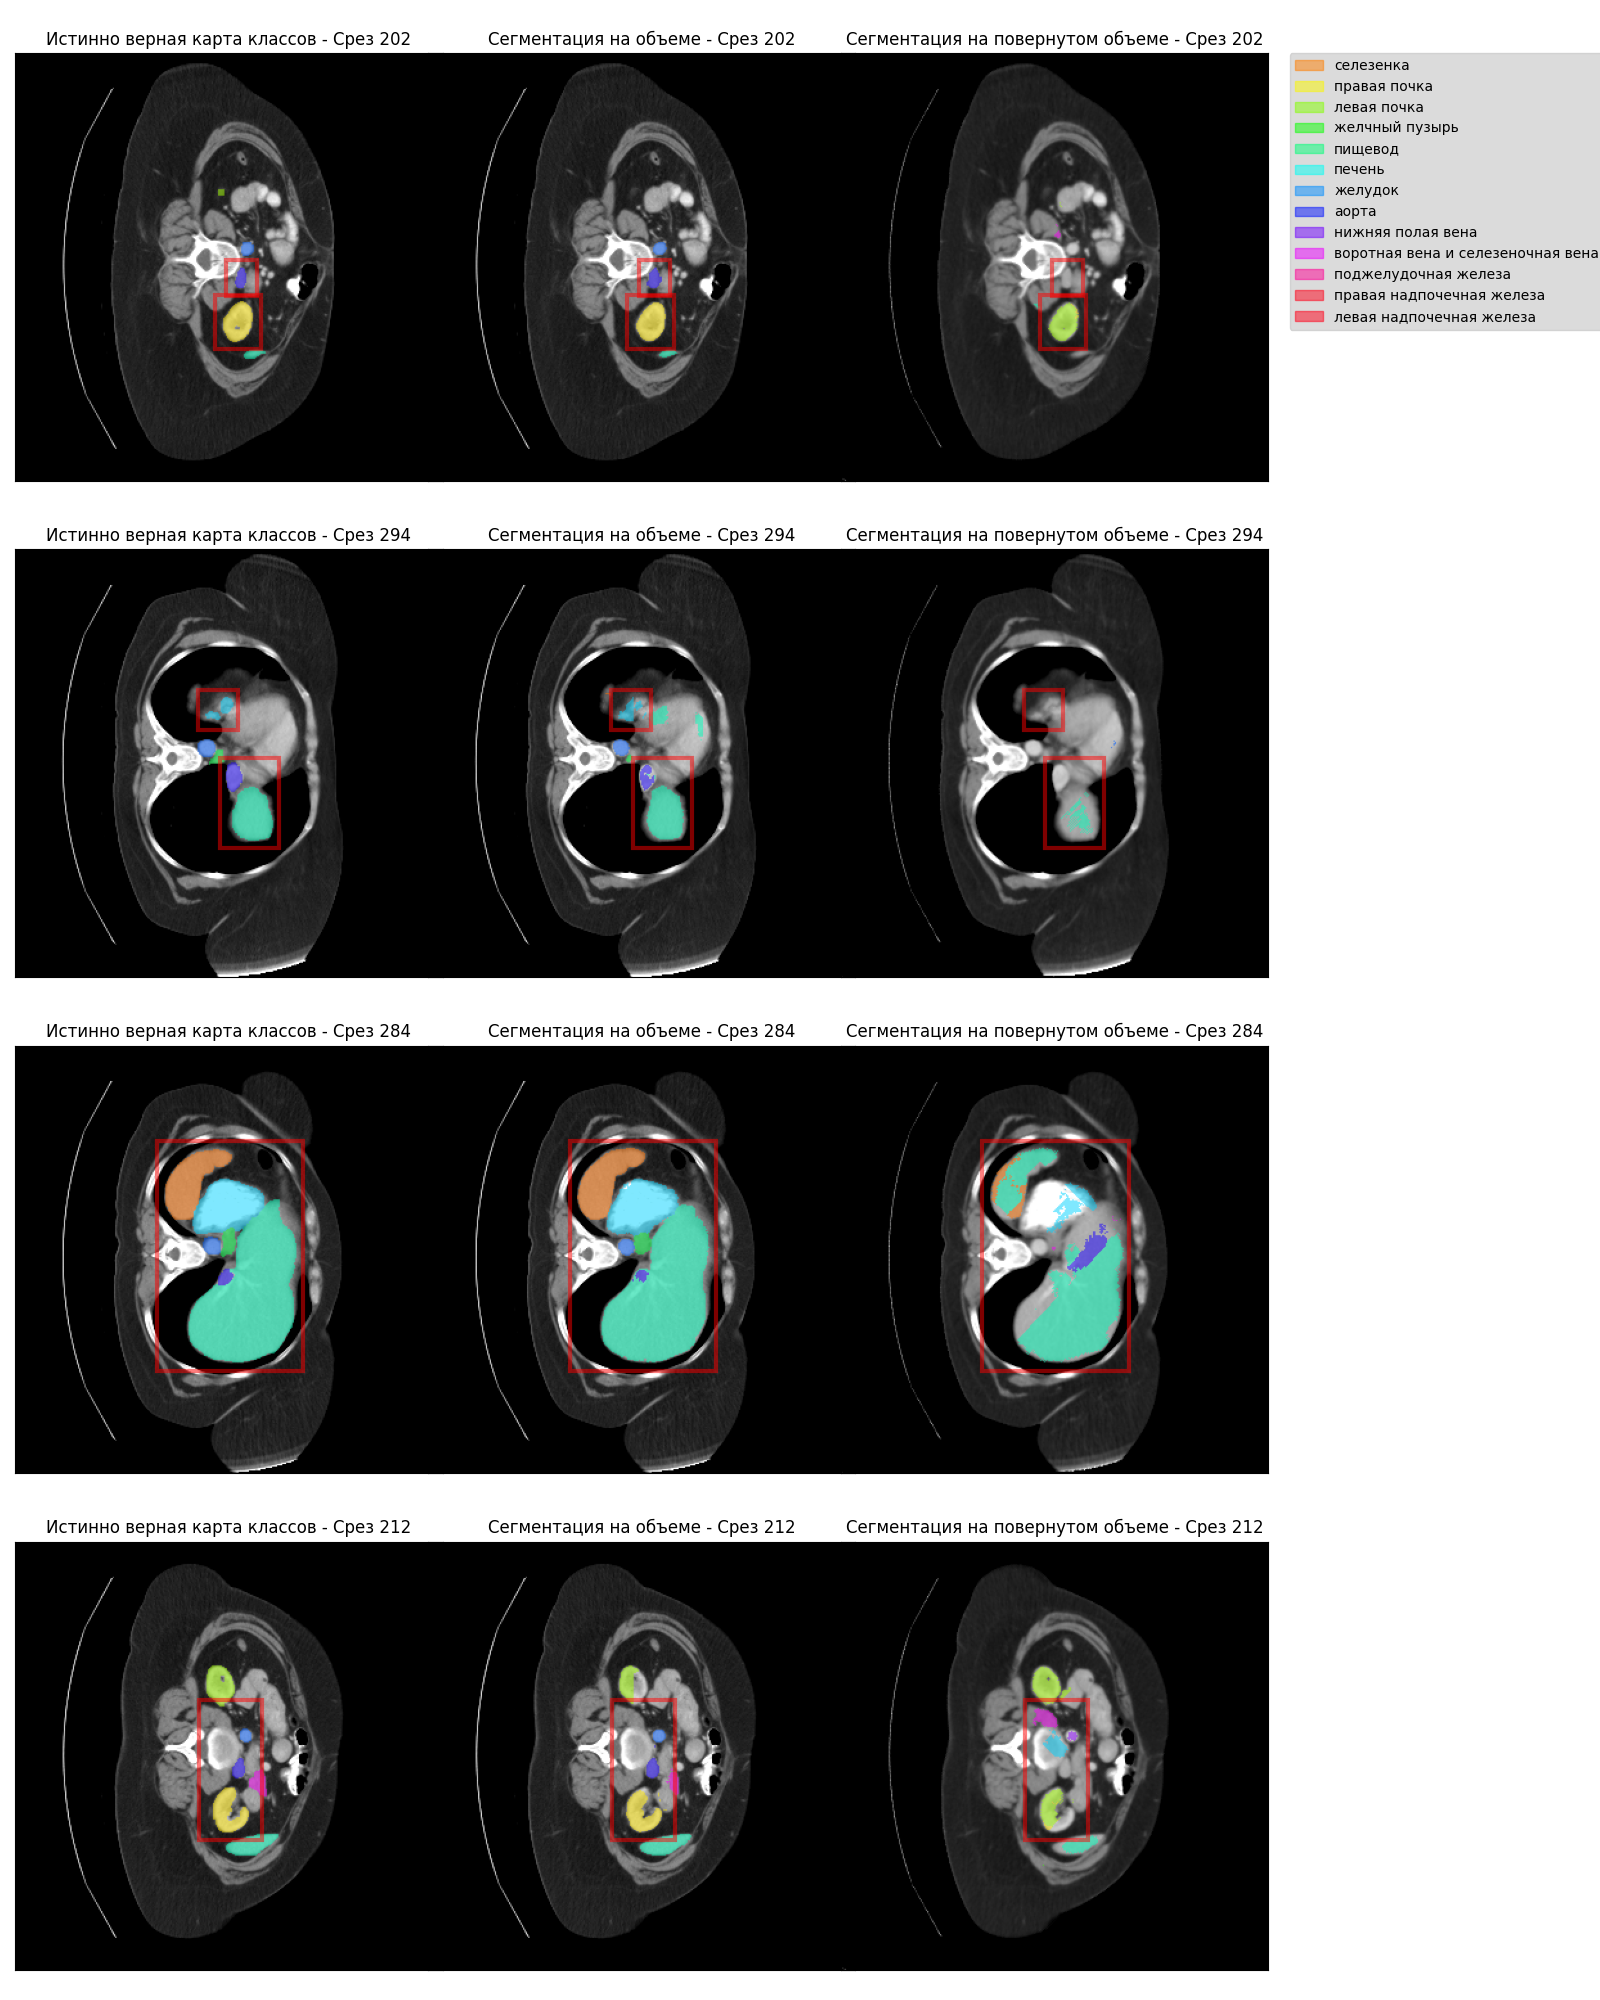 Истинно верная карта классов - Срез 202
Сегментация на объеме - Срез 202
Сегментация на повернутом объеме - Срез 202
селезенка
правая почка
левая почка
желчный пузырь
пищевод
печень
желудок
аорта
нижняя полая вена
воротная вена и селезеночная вена
поджелудочная железа
правая надпочечная железа
левая надпочечная железа
Истинно верная карта классов - Срез 294
Сегментация на объеме - Срез 294
Сегментация на повернутом объеме - Срез 294
Истинно верная карта классов - Срез 284
Сегментация на объеме - Срез 284
Сегментация на повернутом объеме - Срез 284
Истинно верная карта классов - Срез 212
Сегментация на объеме - Срез 212
Сегментация на повернутом объеме - Срез 212